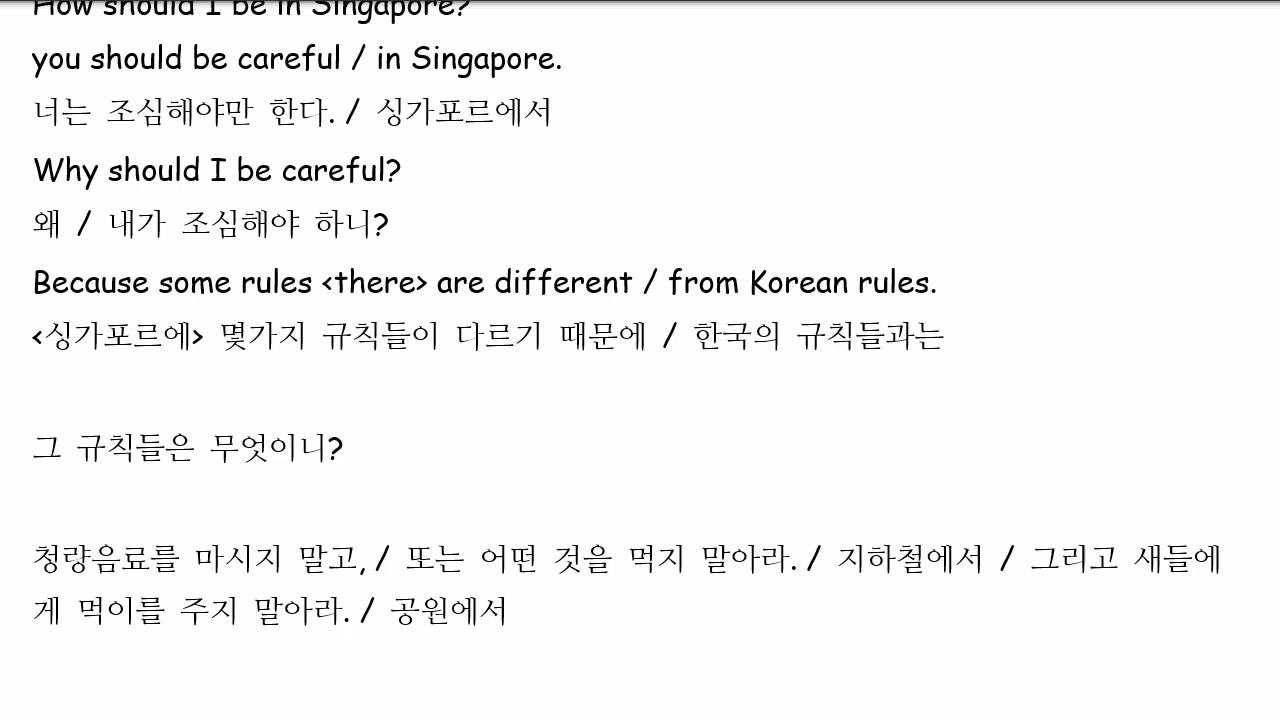 How should I be in Singapore?
you should be careful / in Singapore.
너는 조심해야만 한다. / 싱가포르에서
Why should I be careful?
왜 / 내가 조심해야 하니?
Because some rules <there> are different / from Korean rules.
<싱가포르에> 몇가지 규칙들이 다르기 때문에 / 한국의 규칙들과는
그 규칙들은 무엇이니?
청량음료를 마시지 말고, / 또는 어떤 것을 먹지 말아라. / 지하철에서 / 그리고 새들에
게 먹이를 주지 말아라. / 공원에서